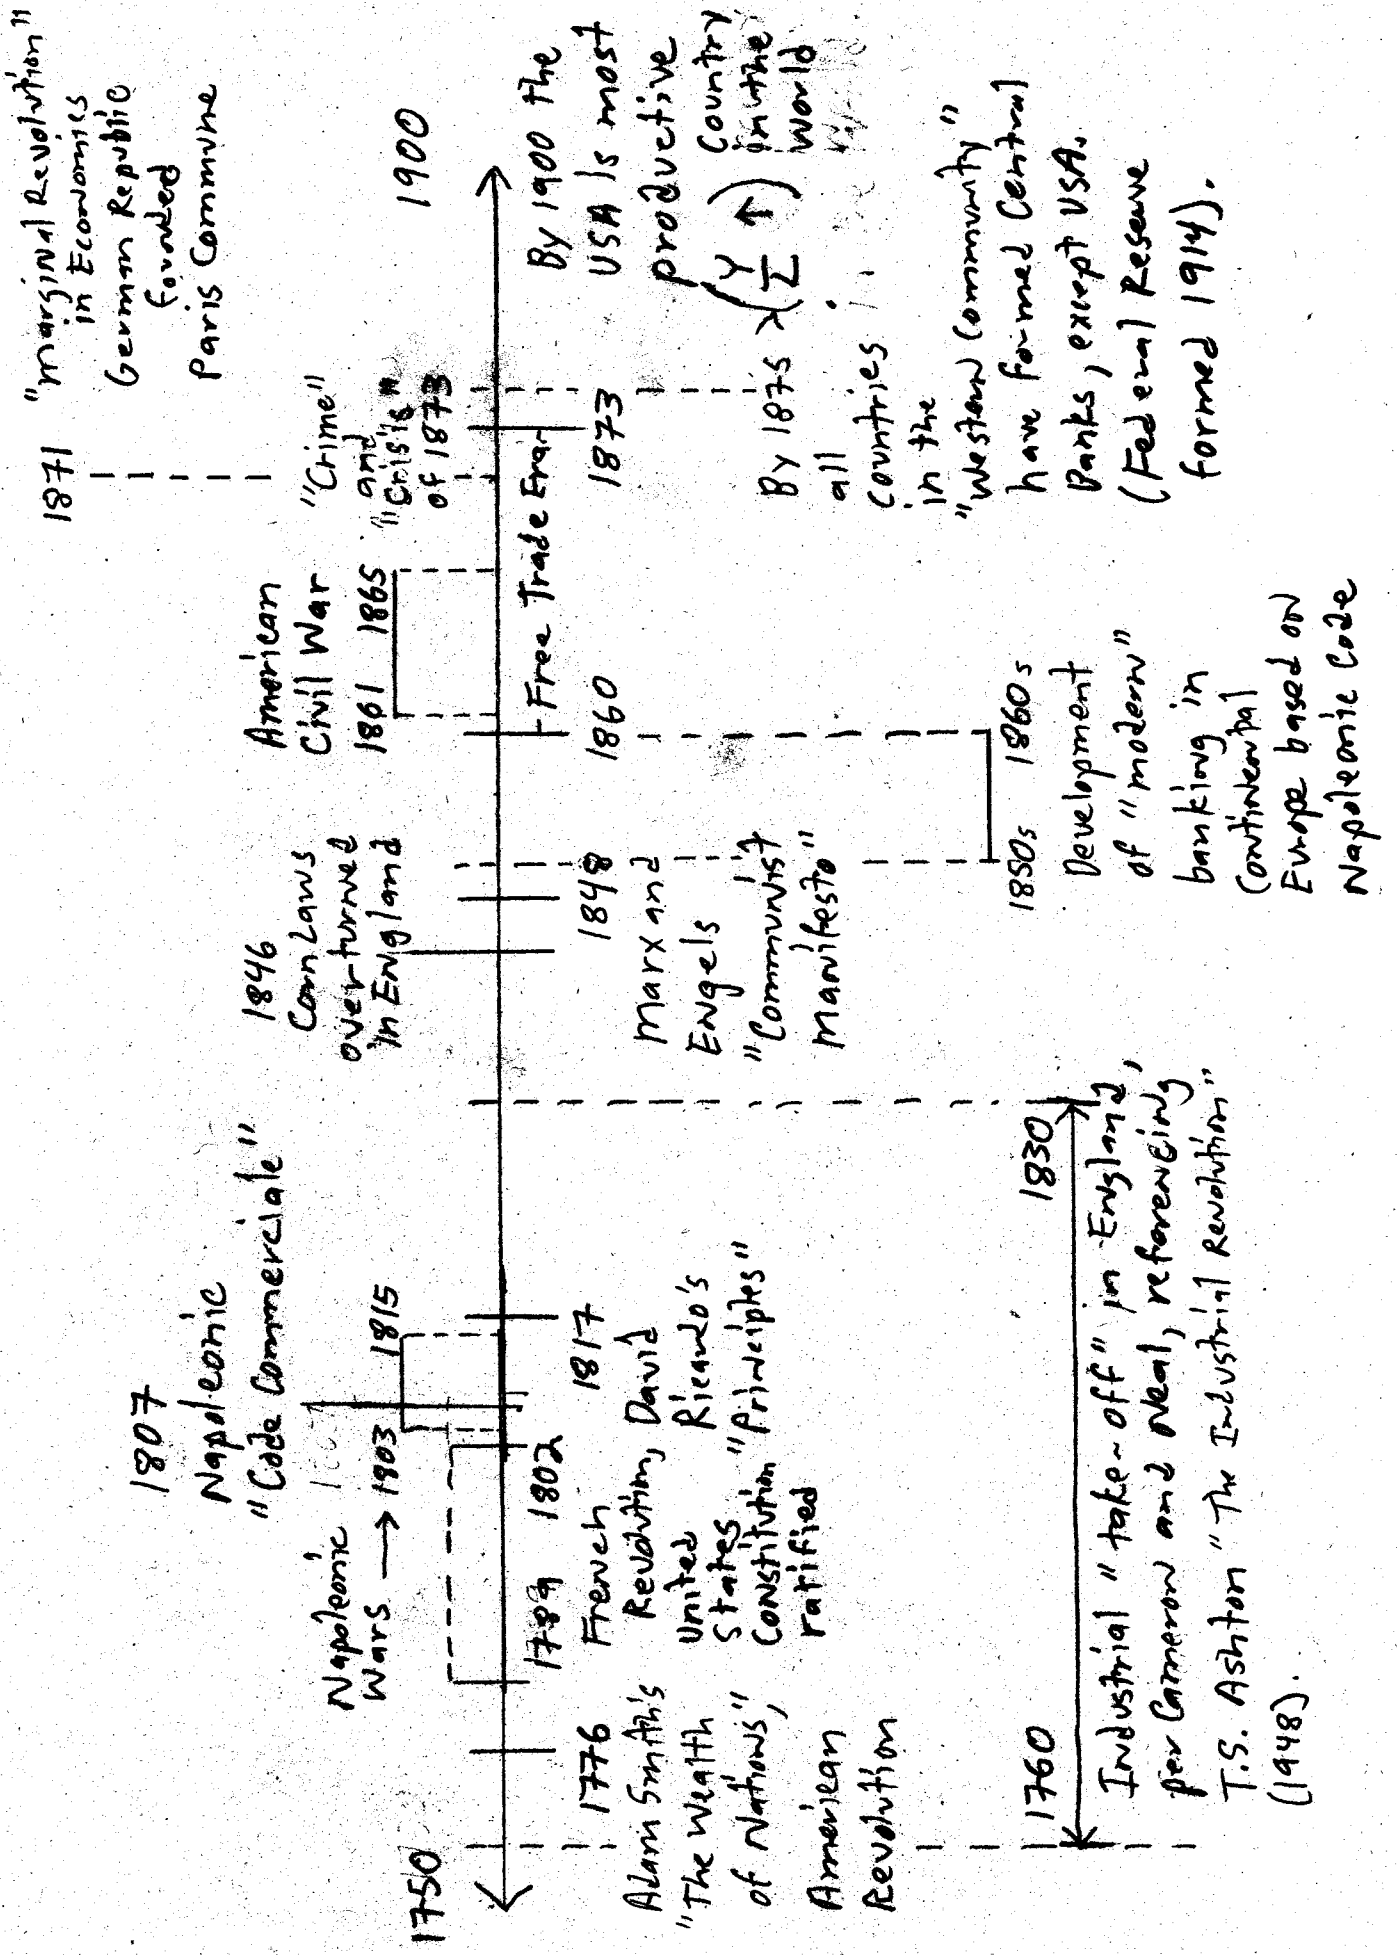 1807
Napoleonic
"Code Commerciale"
Napoleonic
Wars → 1903 1815
1846
Corn Laws
overturned
in England
American
Civil War
1861 1865
1871
"marginal Revolution"
in Economics
German Republic
founded
Paris Commune
"Crime"
and
"Crisis"
of 1873
1750
1900
Free Trade Era
1776
Adam Smith's
"The Wealth
of Nations",
American
Revolution
1789 1802
French
Revolution,
United
States
Constitution
ratified
1817
David
Ricardo's
"Principles"
1848
Marx and
Engels
"Communist
Manifesto"
1860
1873
By 1900 the
USA is most
productive
(Y/L ↑) country
in the
world
By 1875
all
countries
in the
"Western Community"
have formed Central
Banks, except USA.
(Federal Reserve
formed 1914).
1760 1830
Industrial "take-off" in England,
per Cameron and Neal, referencing
T.S. Ashton "The Industrial Revolution"
(1948).
1850s 1860s
Development
of "modern"
banking in
Continental
Europe based on
Napoleonic Code